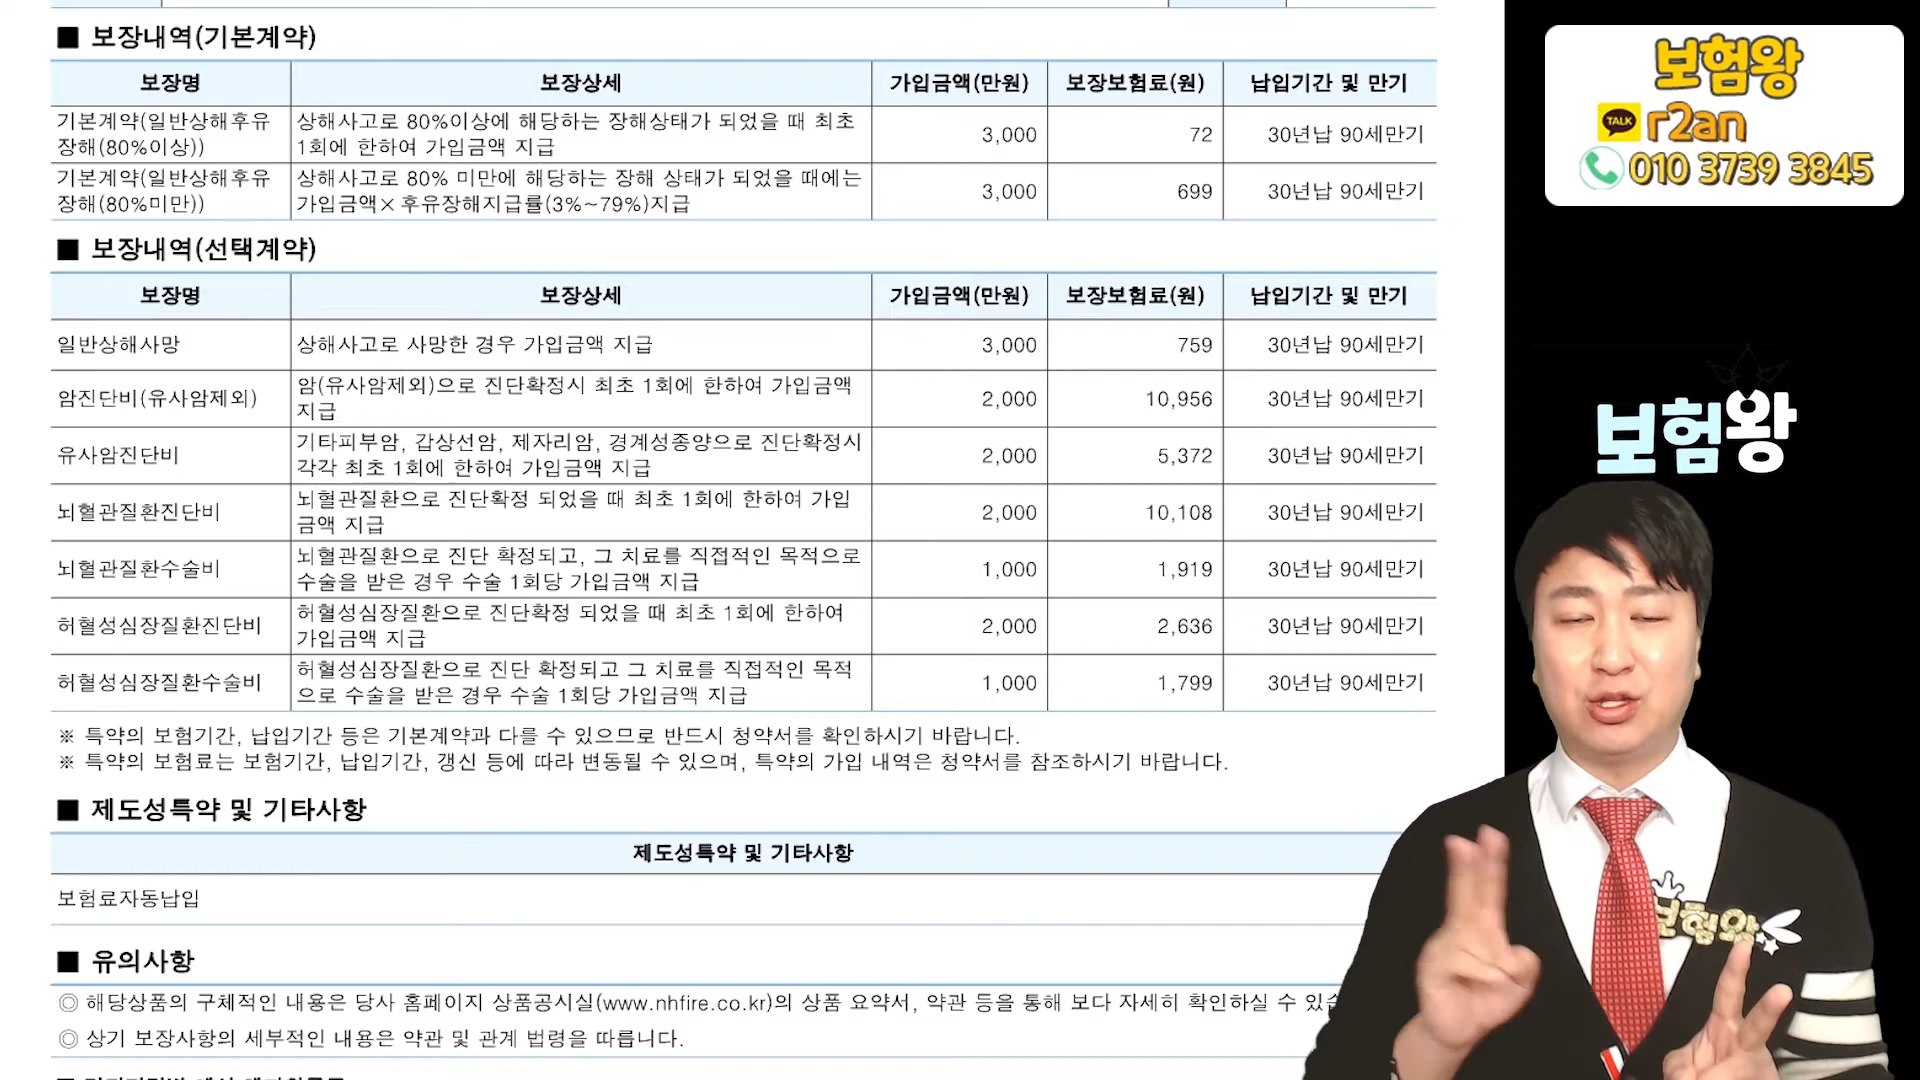 ■ 보장내역(기본계약)
보장명 보장상세 가입금액(만원) 보장보험료(원) 납입기간 및 만기
기본계약(일반상해후유 상해사고로 80%이상에 해당하는 장해상태가 되었을 때 최초
장해(80%이상)) 1회에 한하여 가입금액 지급 3,000 72 30년납 90세만기
기본계약(일반상해후유 상해사고로 80% 미만에 해당하는 장해 상태가 되었을 때에는
장해(80%미만)) 가입금액×후유장해지급률(3%~79%)지급 3,000 699 30년납 90세만기
■ 보장내역(선택계약)
보장명 보장상세 가입금액(만원) 보장보험료(원) 납입기간 및 만기
일반상해사망 상해사고로 사망한 경우 가입금액 지급 3,000 759 30년납 90세만기
암진단비(유사암제외) 암(유사암제외)으로 진단확정시 최초 1회에 한하여 가입금액
지급 2,000 10,956 30년납 90세만기
유사암진단비 기타피부암, 갑상선암, 제자리암, 경계성종양으로 진단확정시
각각 최초 1회에 한하여 가입금액 지급 2,000 5,372 30년납 90세만기
뇌혈관질환진단비 뇌혈관질환으로 진단확정 되었을 때 최초 1회에 한하여 가입
금액 지급 2,000 10,108 30년납 90세만기
뇌혈관질환수술비 뇌혈관질환으로 진단 확정되고, 그 치료를 직접적인 목적으로
수술을 받은 경우 수술 1회당 가입금액 지급 1,000 1,919 30년납 90세만기
허혈성심장질환진단비 허혈성심장질환으로 진단확정 되었을 때 최초 1회에 한하여
가입금액 지급 2,000 2,636 30년납 90세만기
허혈성심장질환수술비 허혈성심장질환으로 진단 확정되고 그 치료를 직접적인 목적
으로 수술을 받은 경우 수술 1회당 가입금액 지급 1,000 1,799 30년납 90세만기
※ 특약의 보험기간, 납입기간 등은 기본계약과 다를 수 있으므로 반드시 청약서를 확인하시기 바랍니다.
※ 특약의 보험료는 보험기간, 납입기간, 갱신 등에 따라 변동될 수 있으며, 특약의 가입 내역은 청약서를 참조하시기 바랍니다.
■ 제도성특약 및 기타사항
제도성특약 및 기타사항
보험료자동납입
■ 유의사항
◎ 해당상품의 구체적인 내용은 당사 홈페이지 상품공시실(www.nhfire.co.kr)의 상품 요약서, 약관 등을 통해 보다 자세히 확인하실 수
◎ 상기 보장사항의 세부적인 내용은 약관 및 관계 법령을 따릅니다.
보험왕
TALK r2an
010 3739 3845
보험왕
보험왕